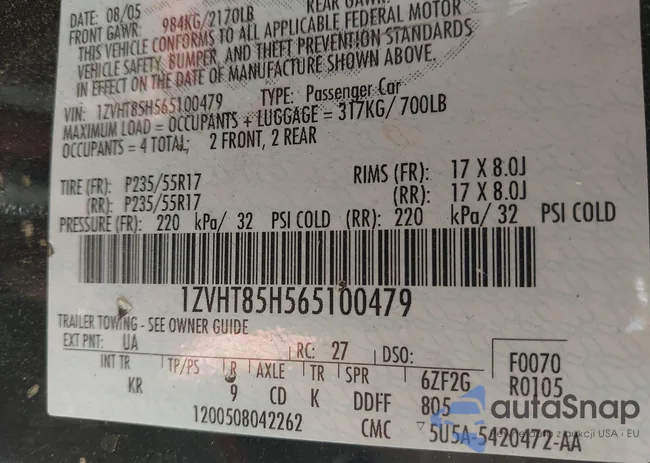 DATE: 08/05 REAR GAWR:
FRONT GAWR: 984KG/2170LB
THIS VEHICLE CONFORMS TO ALL APPLICABLE FEDERAL MOTOR
VEHICLE SAFETY, BUMPER, AND THEFT PREVENTION STANDARDS
IN EFFECT ON THE DATE OF MANUFACTURE SHOWN ABOVE.
VIN: 1ZVHT85H565100479 TYPE: Passenger Car
MAXIMUM LOAD = OCCUPANTS + LUGGAGE = 317KG/ 700LB
OCCUPANTS = 4 TOTAL; 2 FRONT, 2 REAR
TIRE (FR): P235/55R17 RIMS (FR): 17 X 8.0J
(RR): P235/55R17 (RR): 17 X 8.0J
PRESSURE (FR): 220 kPa/ 32 PSI COLD (RR): 220 kPa/ 32 PSI COLD
1ZVHT85H565100479
TRAILER TOWING - SEE OWNER GUIDE
EXT PNT: UA RC: 27 DSO: F0070
INT TR TP/PS R AXLE TR SPR 6ZF2G R0105
KR 9 CD K DDFF 805
1200508042262 CMC 5U5A-5420472-AA
autoSnap
aukcji USA i EU